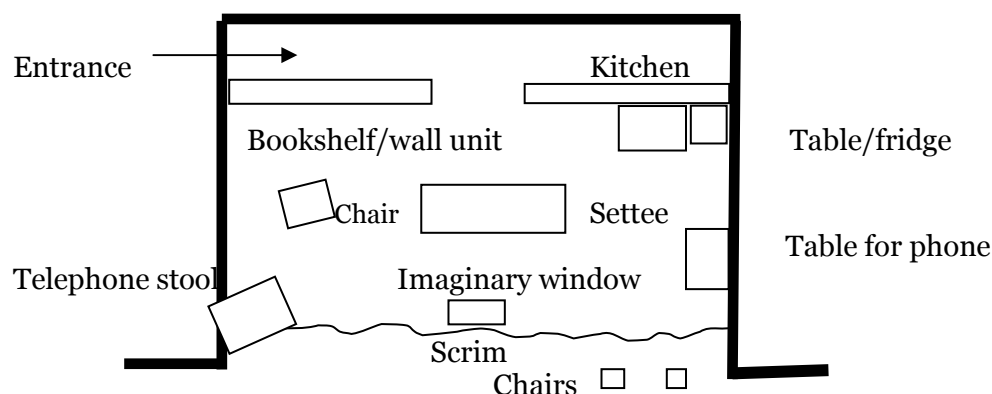 Entrance
Kitchen
Bookshelf/wall unit
Table/fridge
Chair
Settee
Table for phone
Telephone stool
Imaginary window
Scrim
Chairs